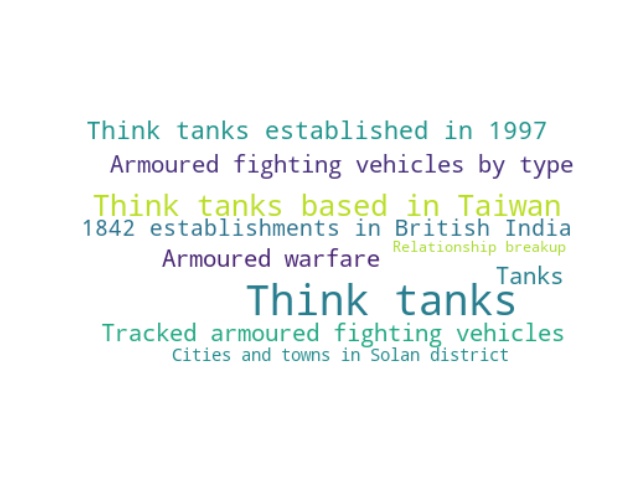 Think tanks established in 1997
Armoured fighting vehicles by type
Think tanks based in Taiwan
1842 establishments in British India
Relationship breakup
Armoured warfare
Tanks
Think tanks
Tracked armoured fighting vehicles
Cities and towns in Solan district